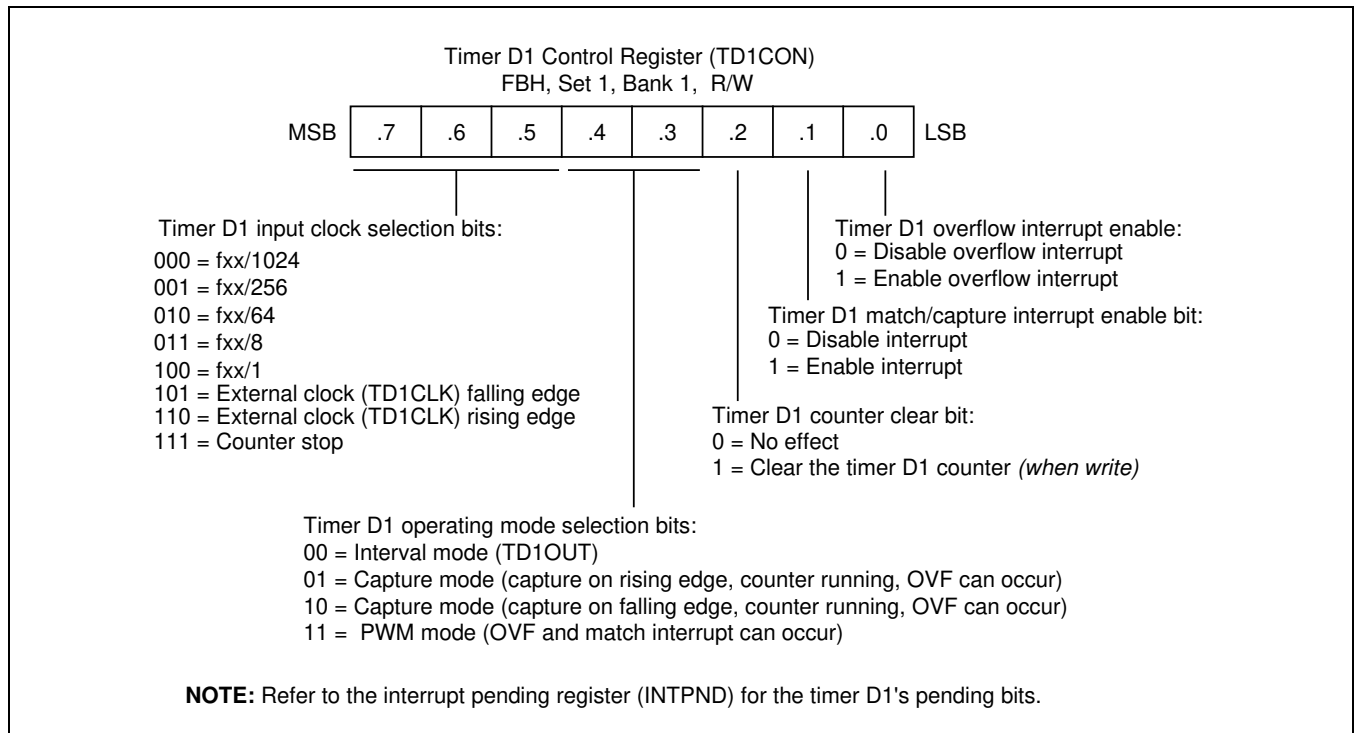 Timer D1 Control Register (TD1CON)
FBH, Set 1, Bank 1, R/W
MSB .7 .6 .5 .4 .3 .2 .1 .0 LSB
Timer D1 input clock selection bits:
000 = fxx/1024
001 = fxx/256
010 = fxx/64
011 = fxx/8
100 = fxx/1
101 = External clock (TD1CLK) falling edge
110 = External clock (TD1CLK) rising edge
111 = Counter stop
Timer D1 overflow interrupt enable:
0 = Disable overflow interrupt
1 = Enable overflow interrupt
Timer D1 match/capture interrupt enable bit:
0 = Disable interrupt
1 = Enable interrupt
Timer D1 counter clear bit:
0 = No effect
1 = Clear the timer D1 counter (when write)
Timer D1 operating mode selection bits:
00 = Interval mode (TD1OUT)
01 = Capture mode (capture on rising edge, counter running, OVF can occur)
10 = Capture mode (capture on falling edge, counter running, OVF can occur)
11 = PWM mode (OVF and match interrupt can occur)
NOTE: Refer to the interrupt pending register (INTPND) for the timer D1's pending bits.